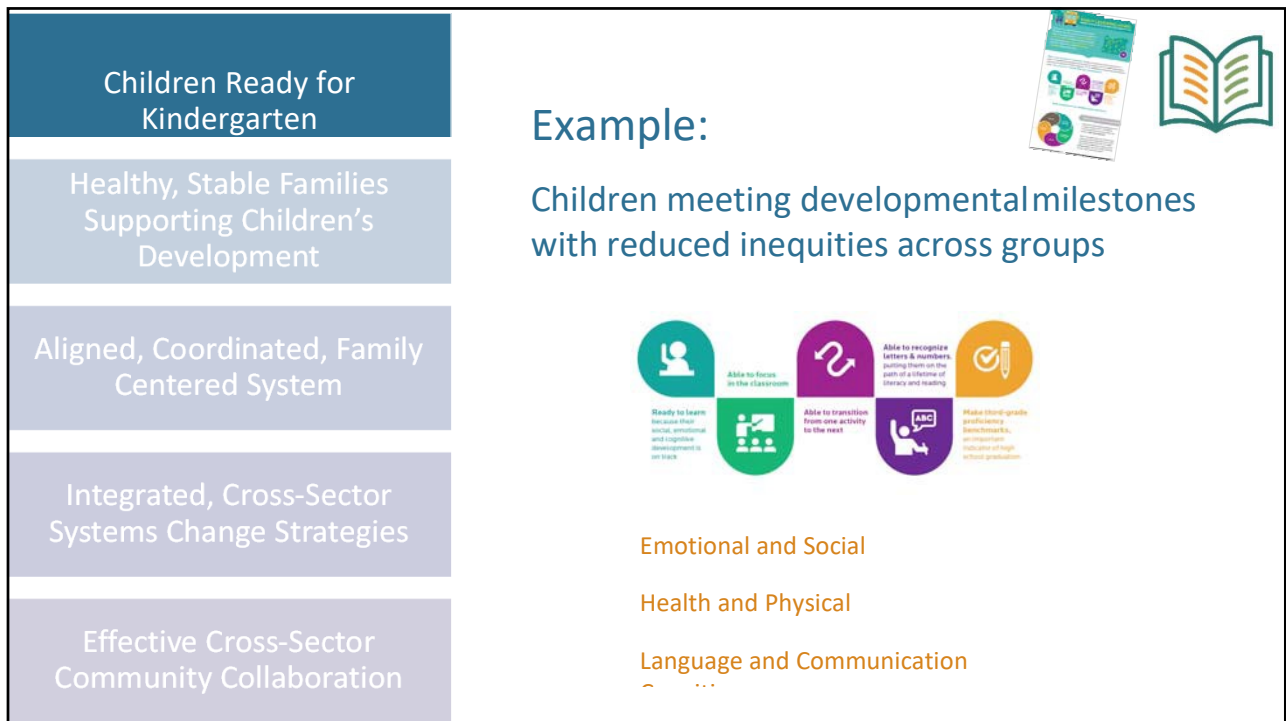 Children Ready for
Kindergarten
Healthy, Stable Families
Supporting Children’s
Development
Aligned, Coordinated, Family
Centered System
Integrated, Cross-Sector
Systems Change Strategies
Effective Cross-Sector
Community Collaboration
Example:
Children meeting developmentalmilestones
with reduced inequities across groups
Ready to learn
because their
social, emotional
and cognitive
development is
on track
Able to focus
in the classroom
Able to transition
from one activity
to the next
Able to recognize
letters & numbers,
putting them on the
path of a lifetime of
literacy and reading
ABC
Make third-grade
proficiency
benchmarks,
an important
indicator of high
school graduation
Emotional and Social
Health and Physical
Language and Communication